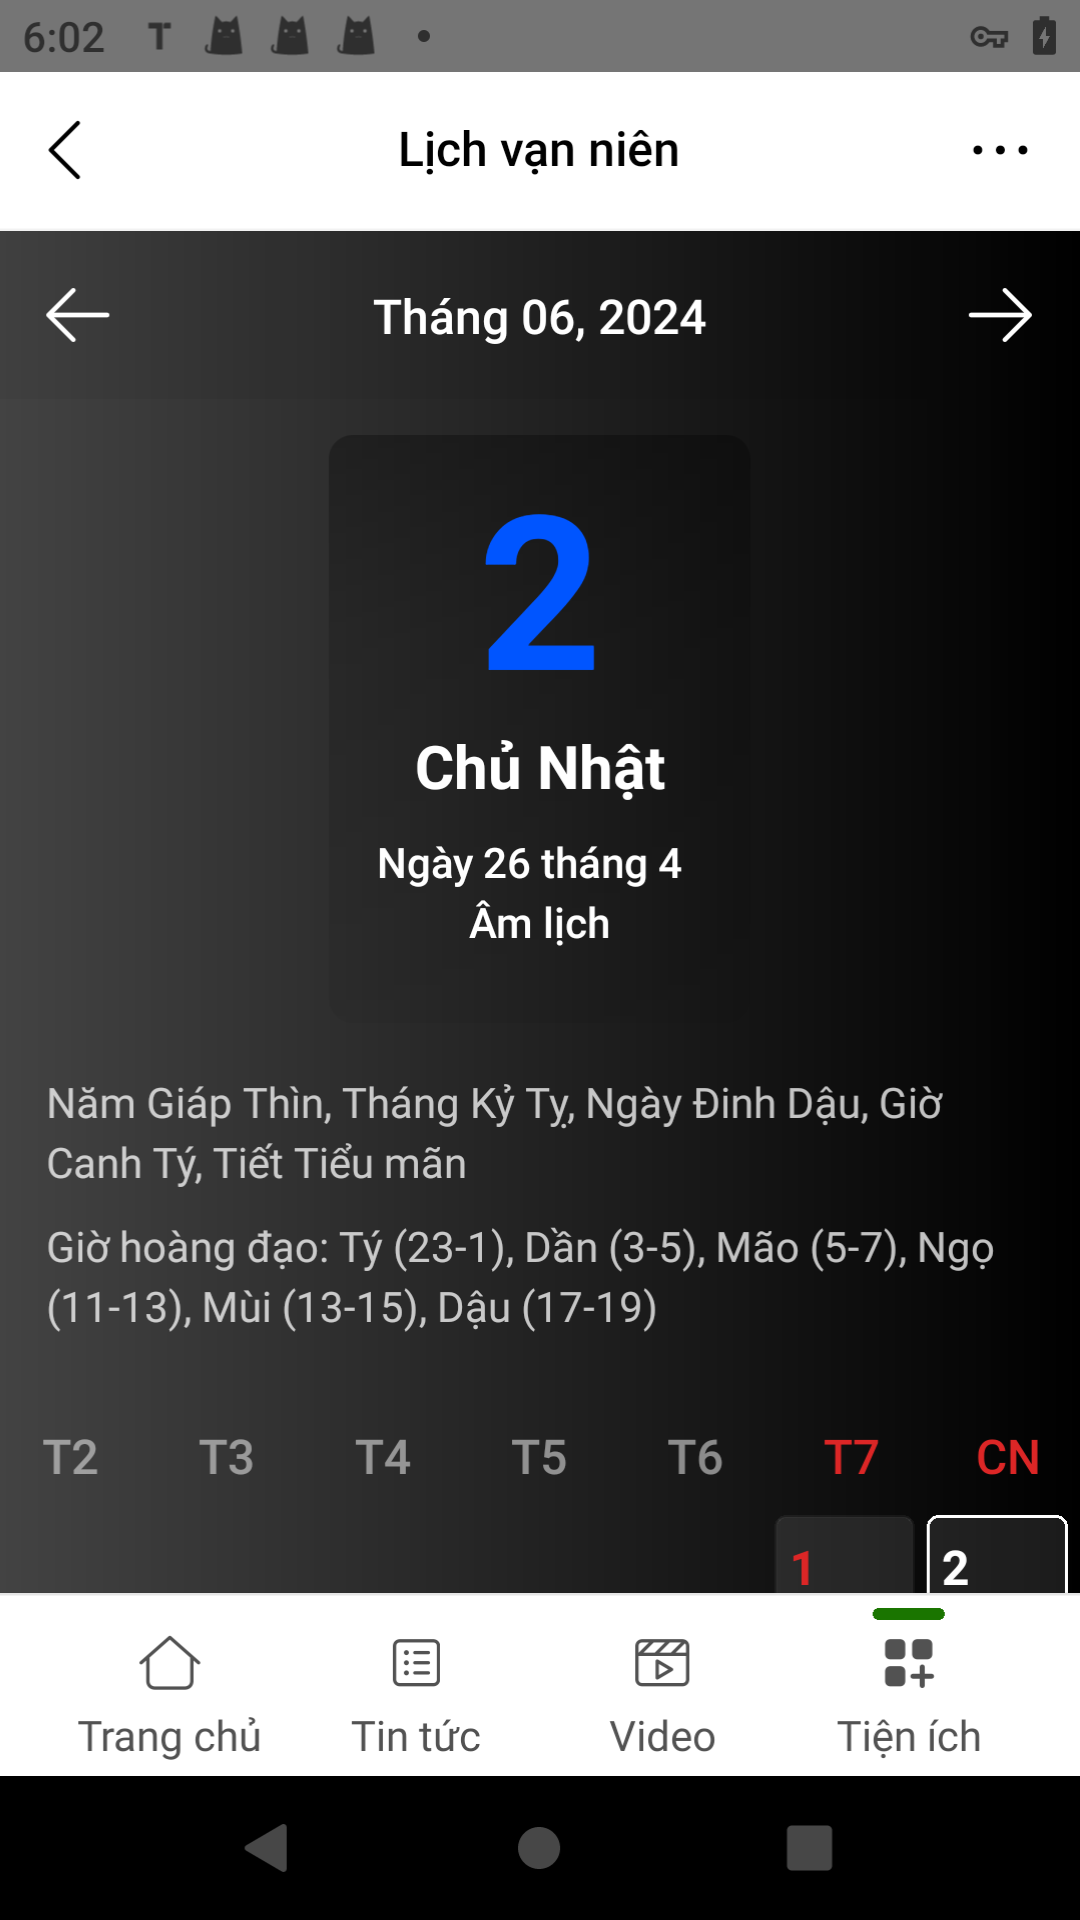 6:02
Lịch vạn niên
Tháng 06, 2024
2
Chủ Nhật
Ngày 26 tháng 4
Âm lịch
Năm Giáp Thìn, Tháng Kỷ Tỵ, Ngày Đinh Dậu, Giờ
Canh Tý, Tiết Tiểu mãn
Giờ hoàng đạo: Tý (23-1), Dần (3-5), Mão (5-7), Ngọ
(11-13), Mùi (13-15), Dậu (17-19)
T2 T3 T4 T5 T6 T7 CN
1 2
Trang chủ Tin tức Video Tiện ích